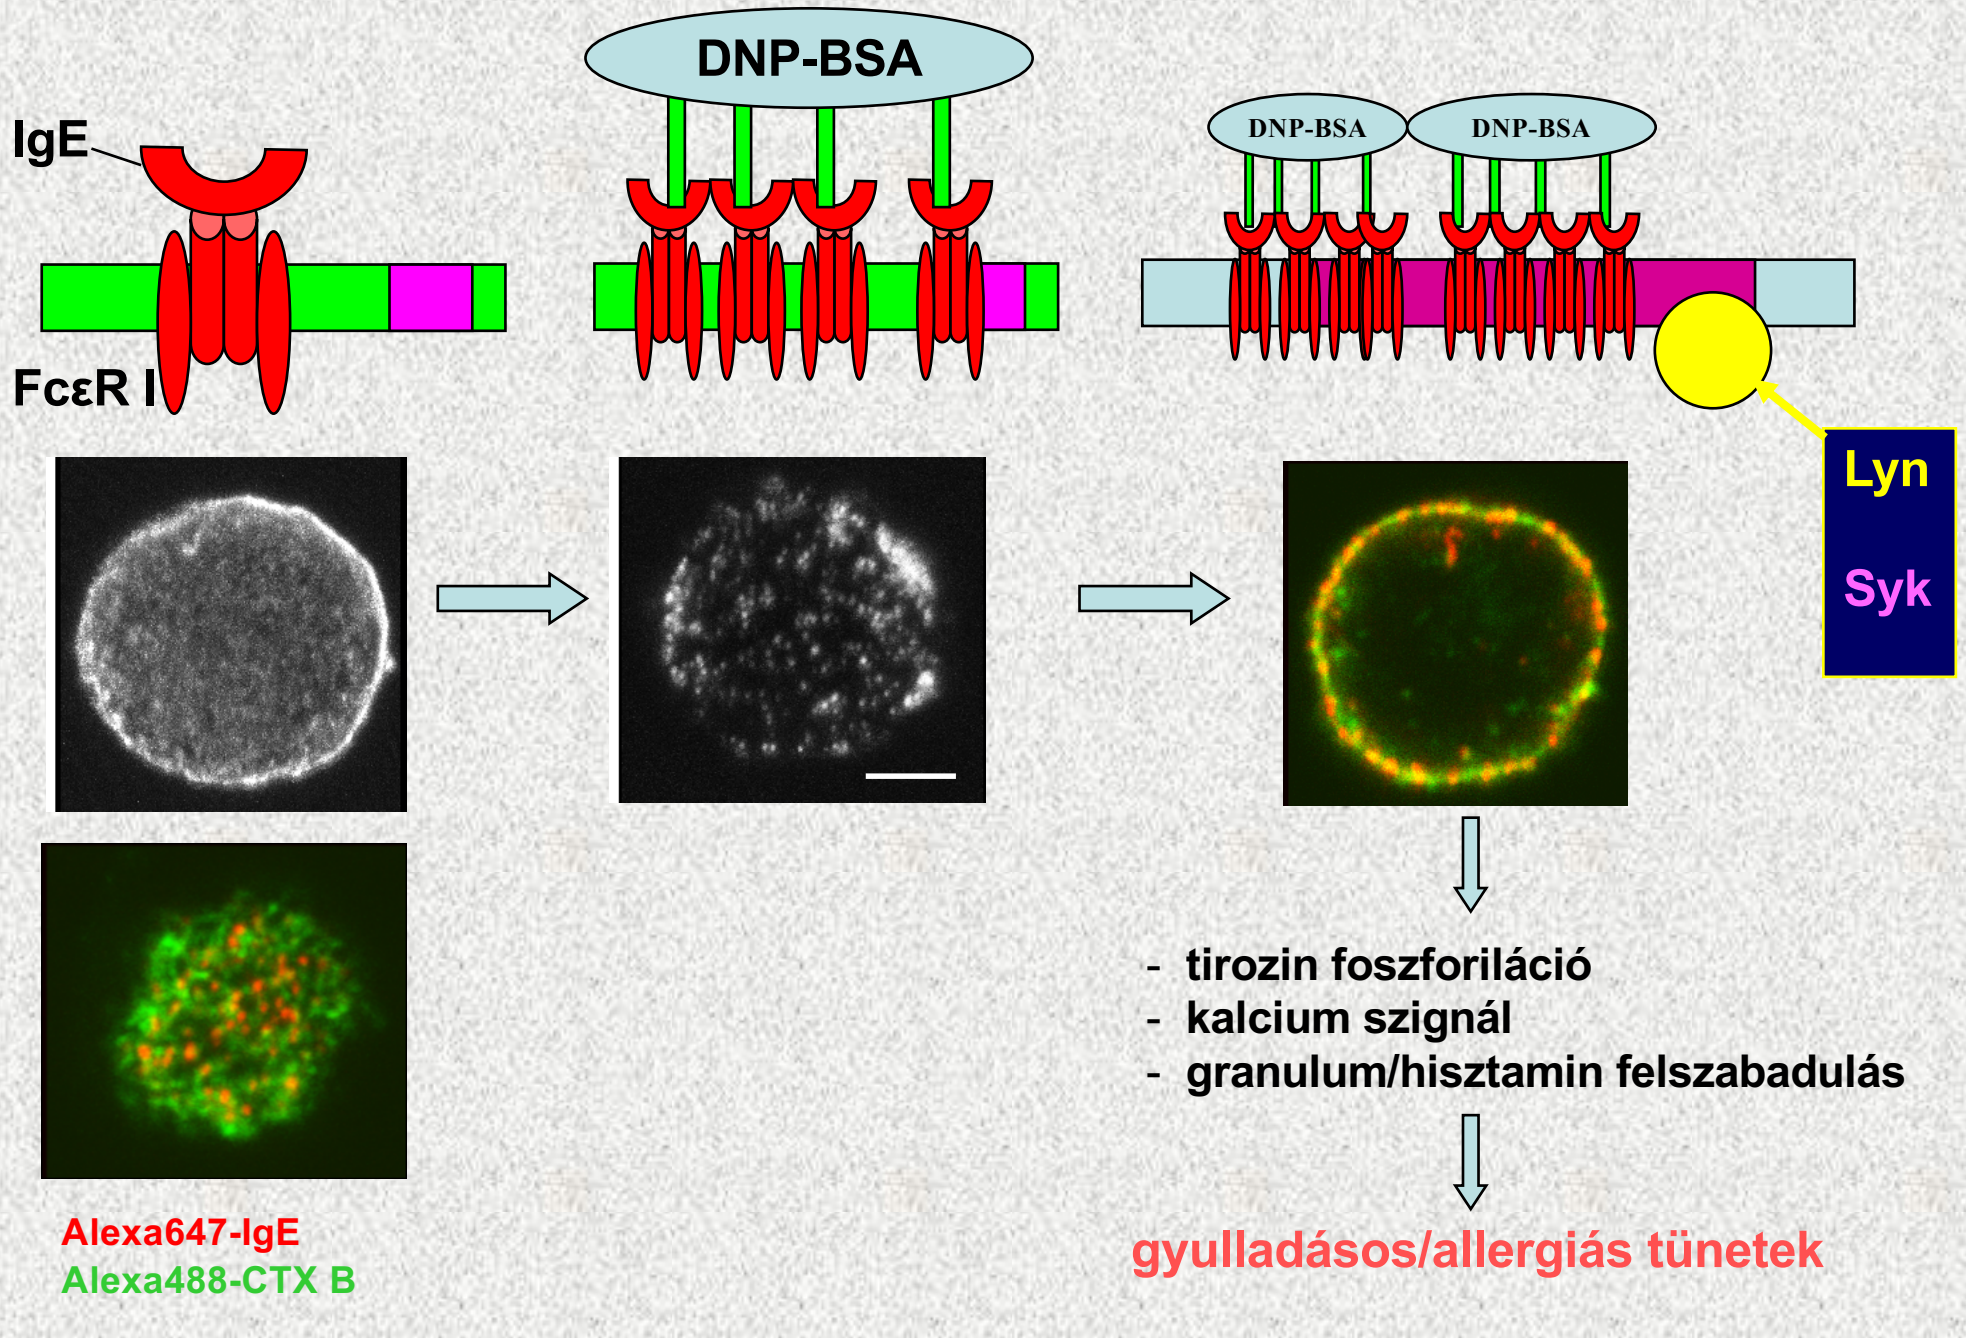 DNP-BSA
IgE
DNP-BSA
DNP-BSA
FcεR I
Lyn
Syk
- tirozin foszforiláció
- kalcium szignál
- granulum/hisztamin felszabadulás
Alexa647-IgE
Alexa488-CTX B
gyulladásos/allergiás tünetek